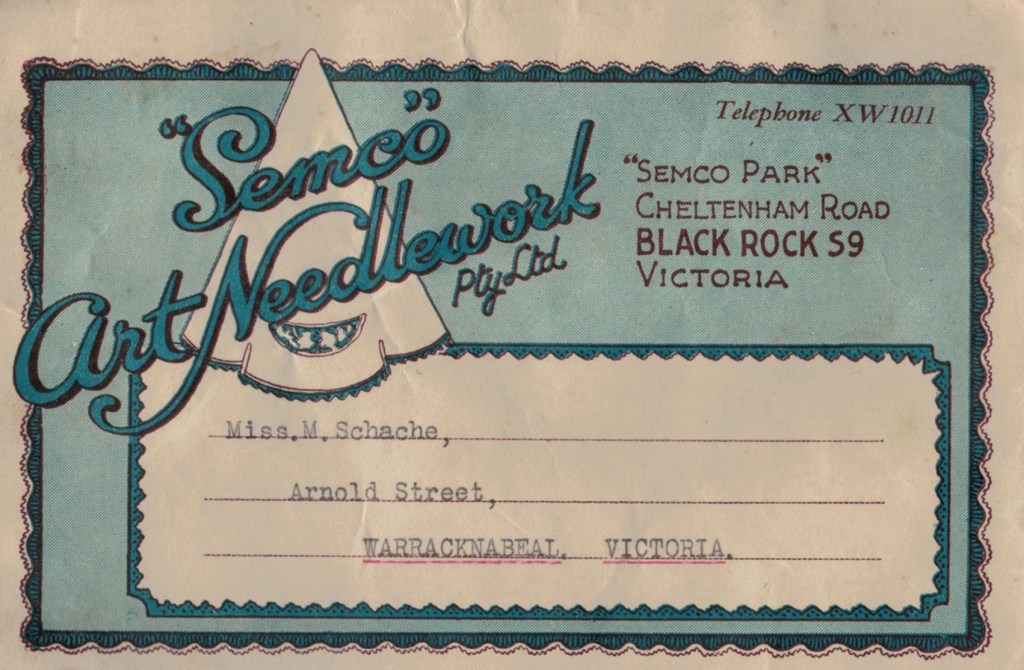 "Semco"
Art Needlework
Pty Ltd
Telephone XW1011
"SEMCO PARK"
CHELTENHAM ROAD
BLACK ROCK S9
VICTORIA
Miss.M.Schache,
Arnold Street,
WARRACKNABEAL. VICTORIA.